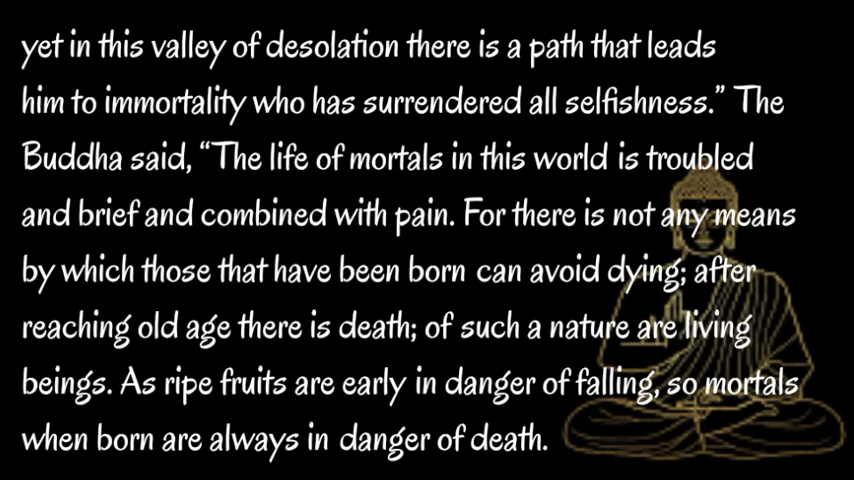 yet in this valley of desolation there is a path that leads
him to immortality who has surrendered all selfishness.” The
Buddha said, “The life of mortals in this world is troubled
and brief and combined with pain. For there is not any means
by which those that have been born can avoid dying; after
reaching old age there is death; of such a nature are living
beings. As ripe fruits are early in danger of falling, so mortals
when born are always in danger of death.